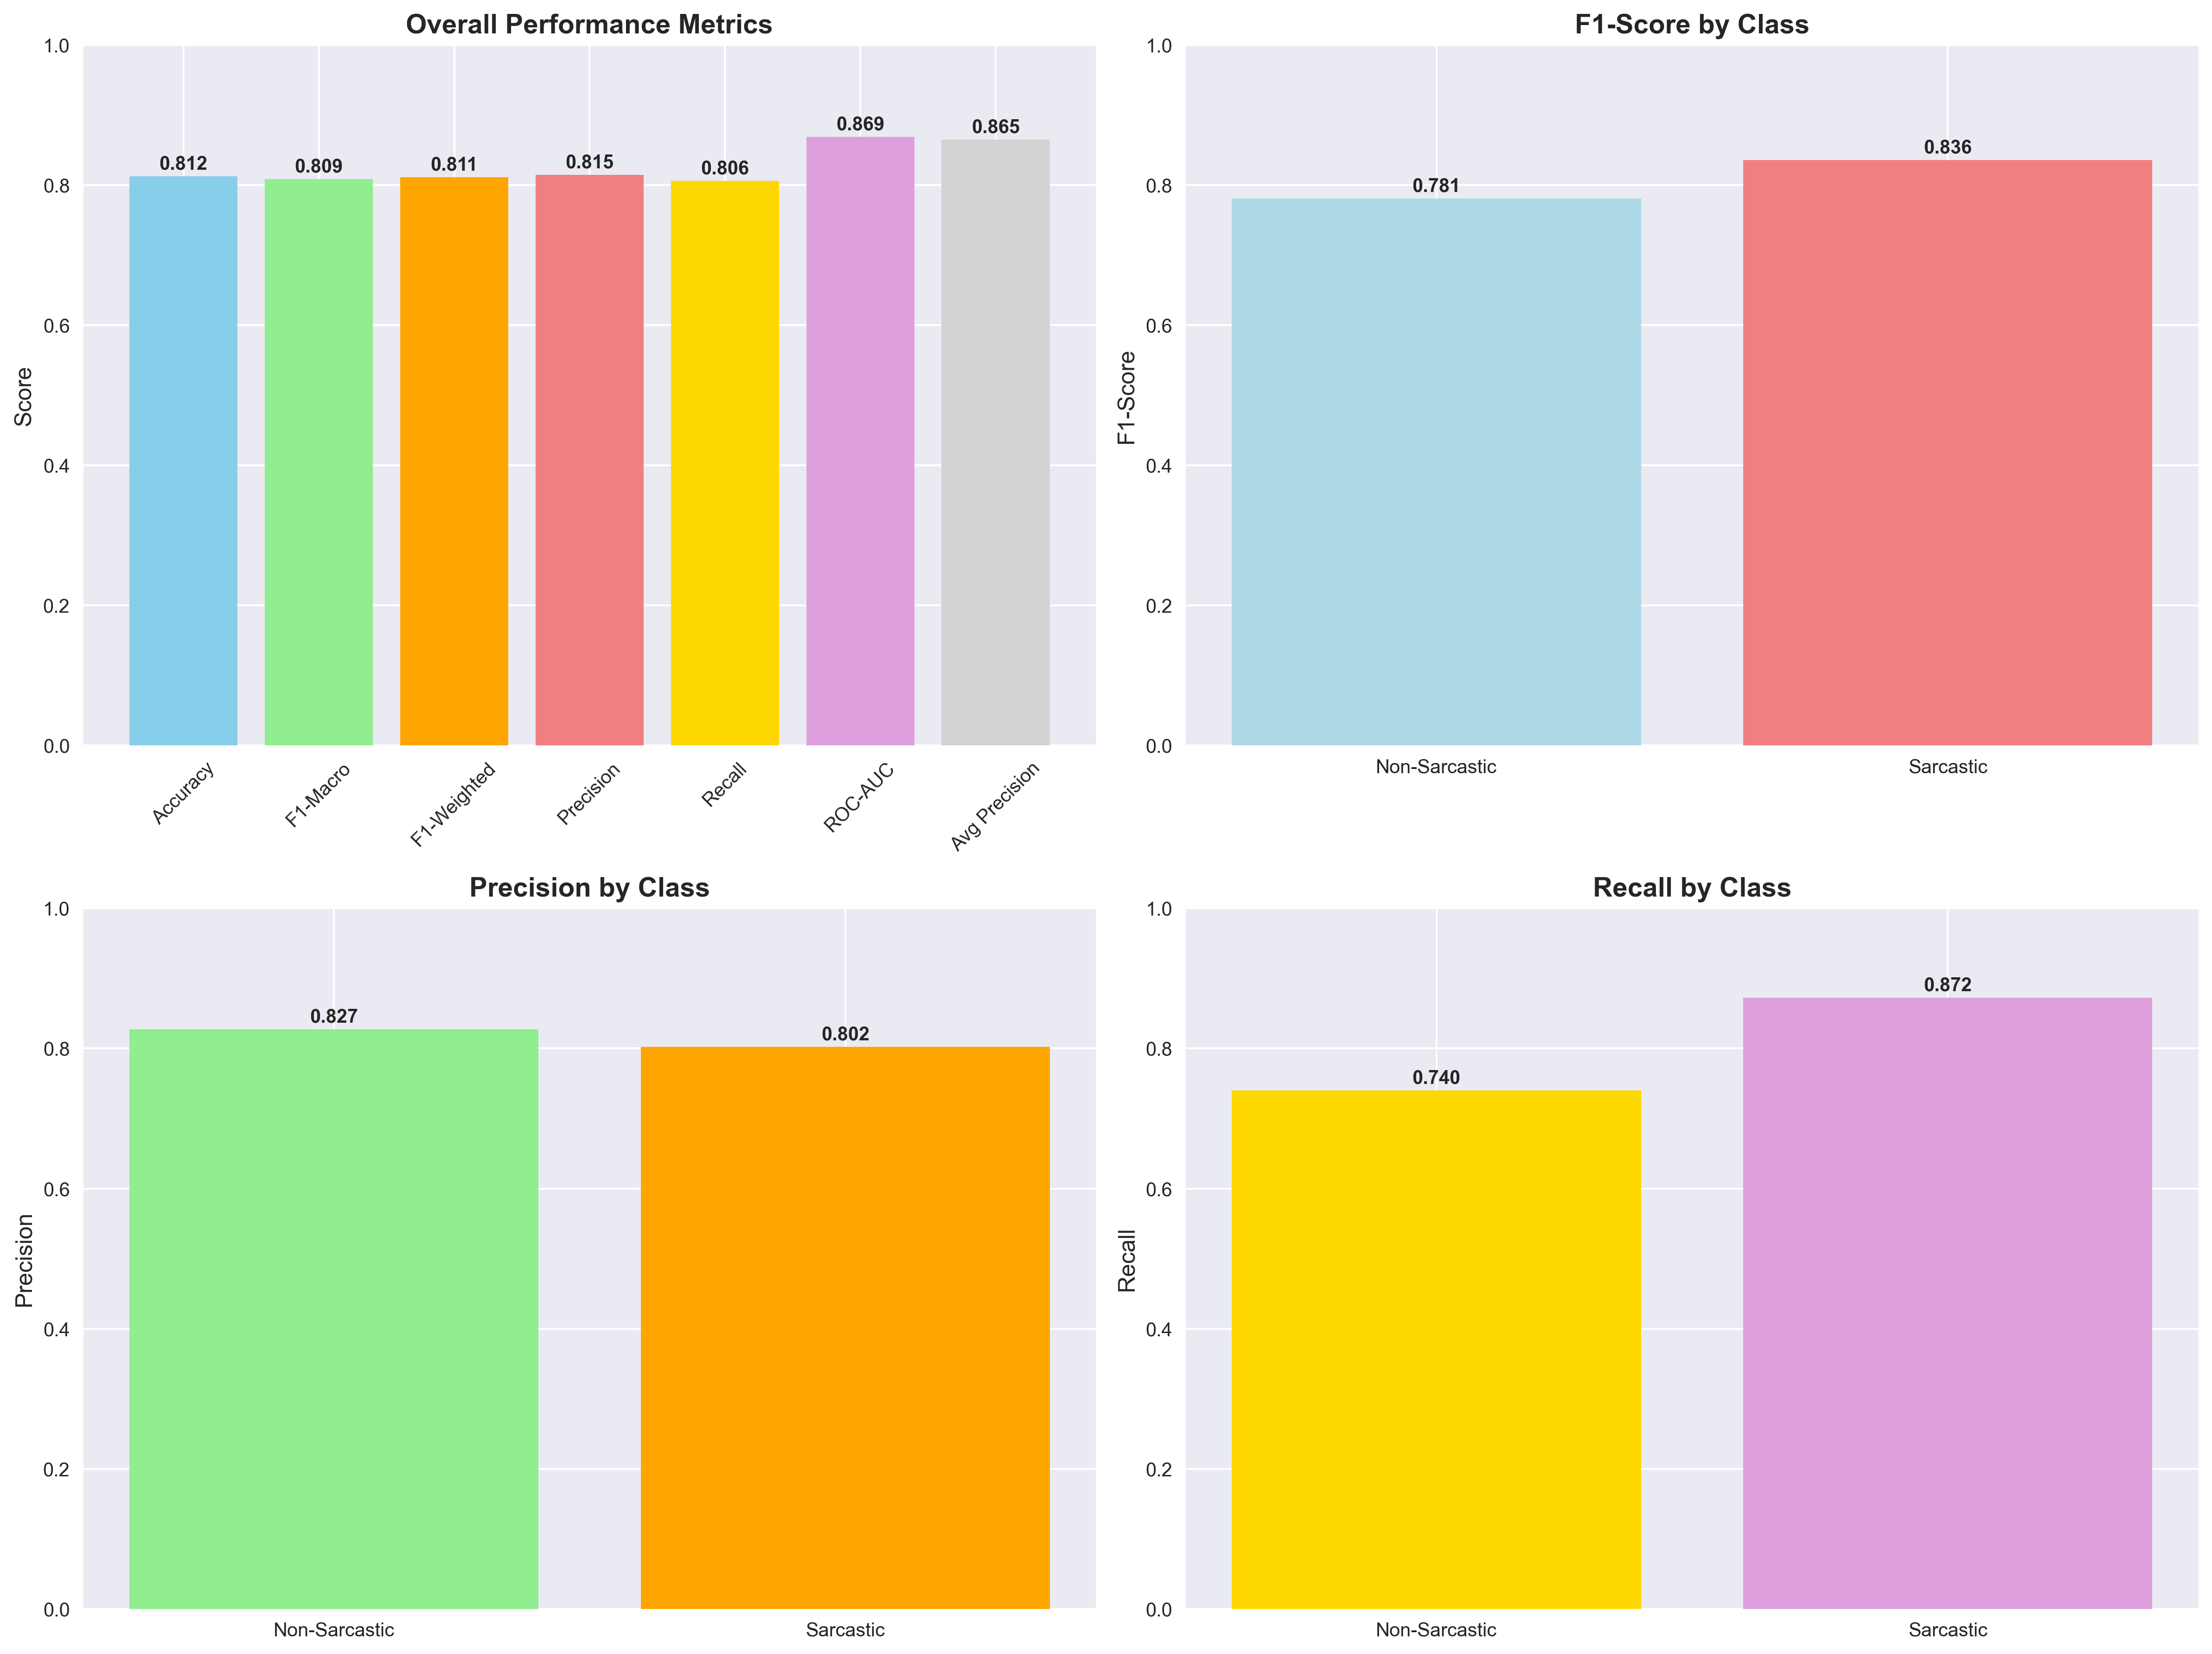 Overall Performance Metrics
1.0
0.8
0.6
0.4
0.2
0.0
Score
0.812
0.809
0.811
0.815
0.806
0.869
0.865
Accuracy
F1-Macro
F1-Weighted
Precision
Recall
ROC-AUC
Avg Precision
F1-Score by Class
1.0
0.8
0.6
0.4
0.2
0.0
F1-Score
0.781
0.836
Non-Sarcastic
Sarcastic
Precision by Class
1.0
0.8
0.6
0.4
0.2
0.0
Precision
0.827
0.802
Non-Sarcastic
Sarcastic
Recall by Class
1.0
0.8
0.6
0.4
0.2
0.0
Recall
0.740
0.872
Non-Sarcastic
Sarcastic